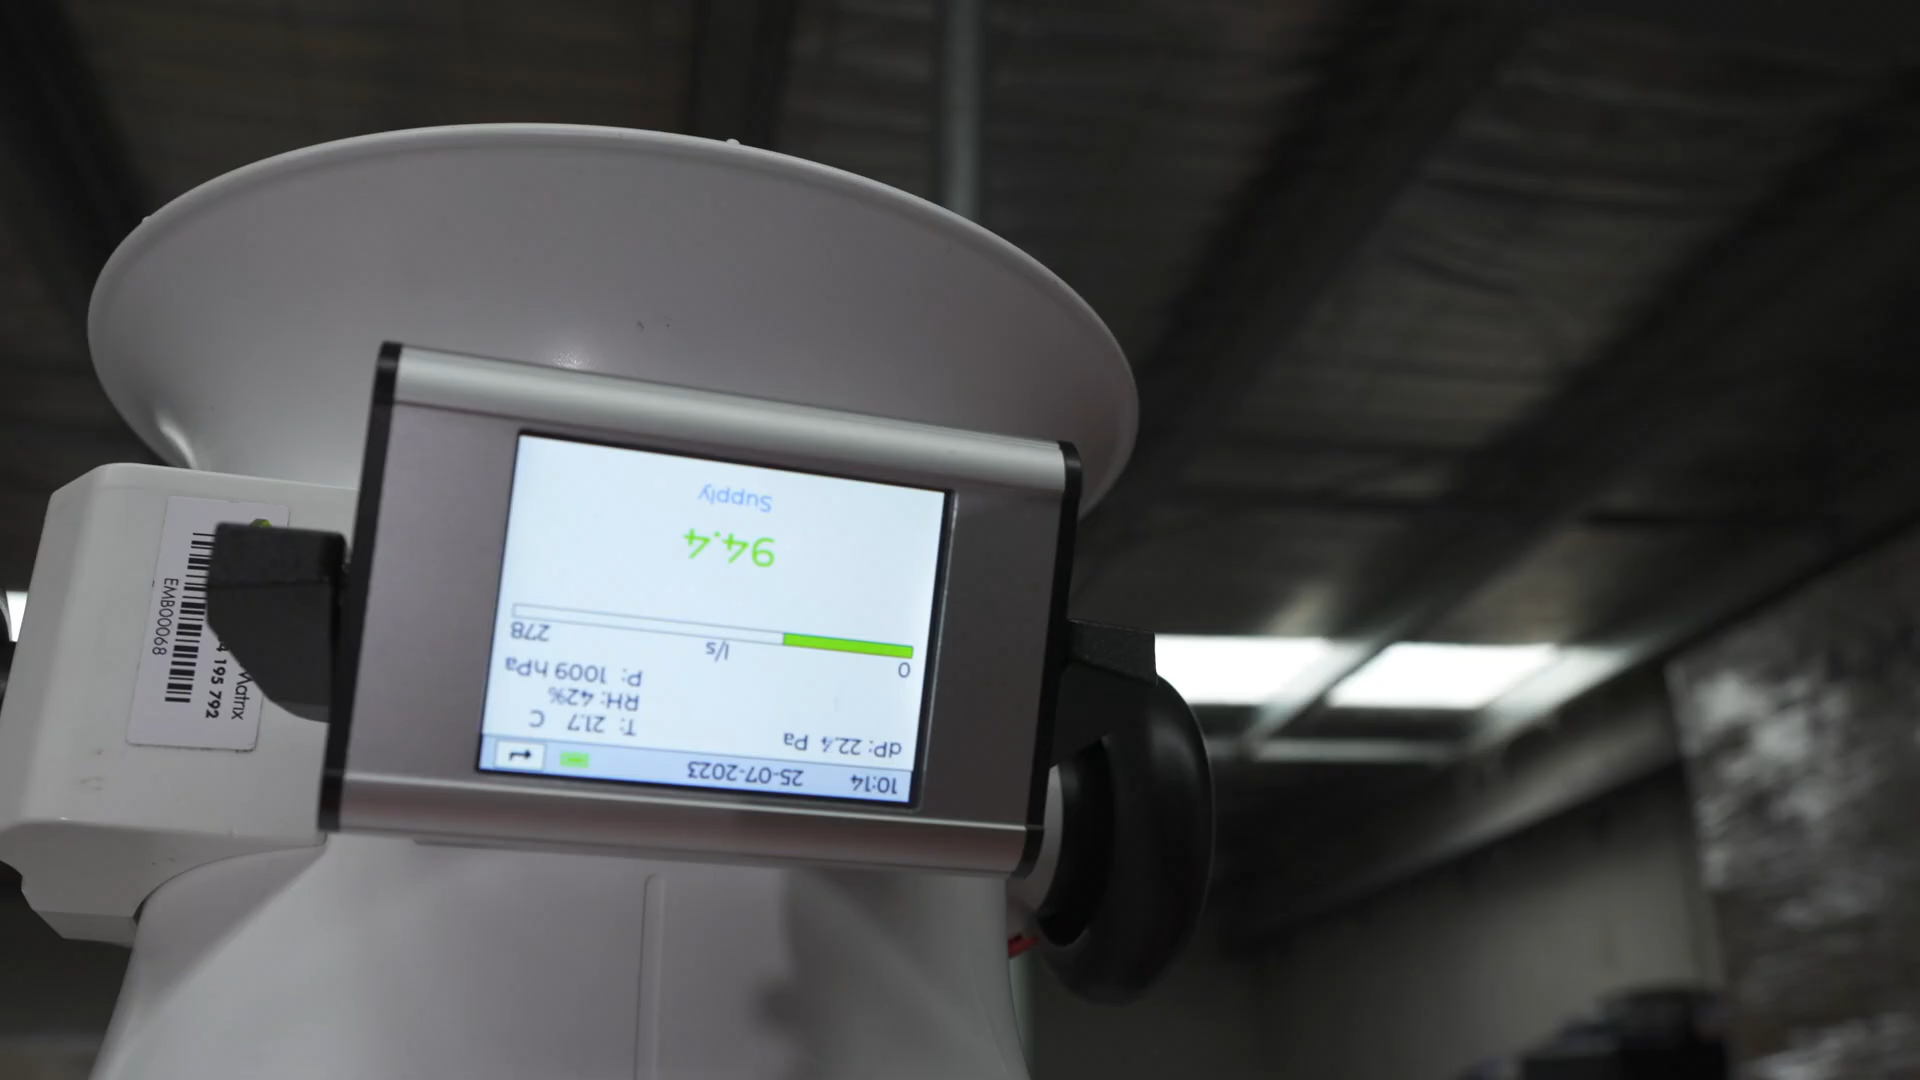 10:14 25-07-2023
dP: 22.4 Pa
T: 21.7 C
RH: 42%
P: 1009 hPa
0 l/s 278
94.4
Supply
Matrix
195 792
EMB00068